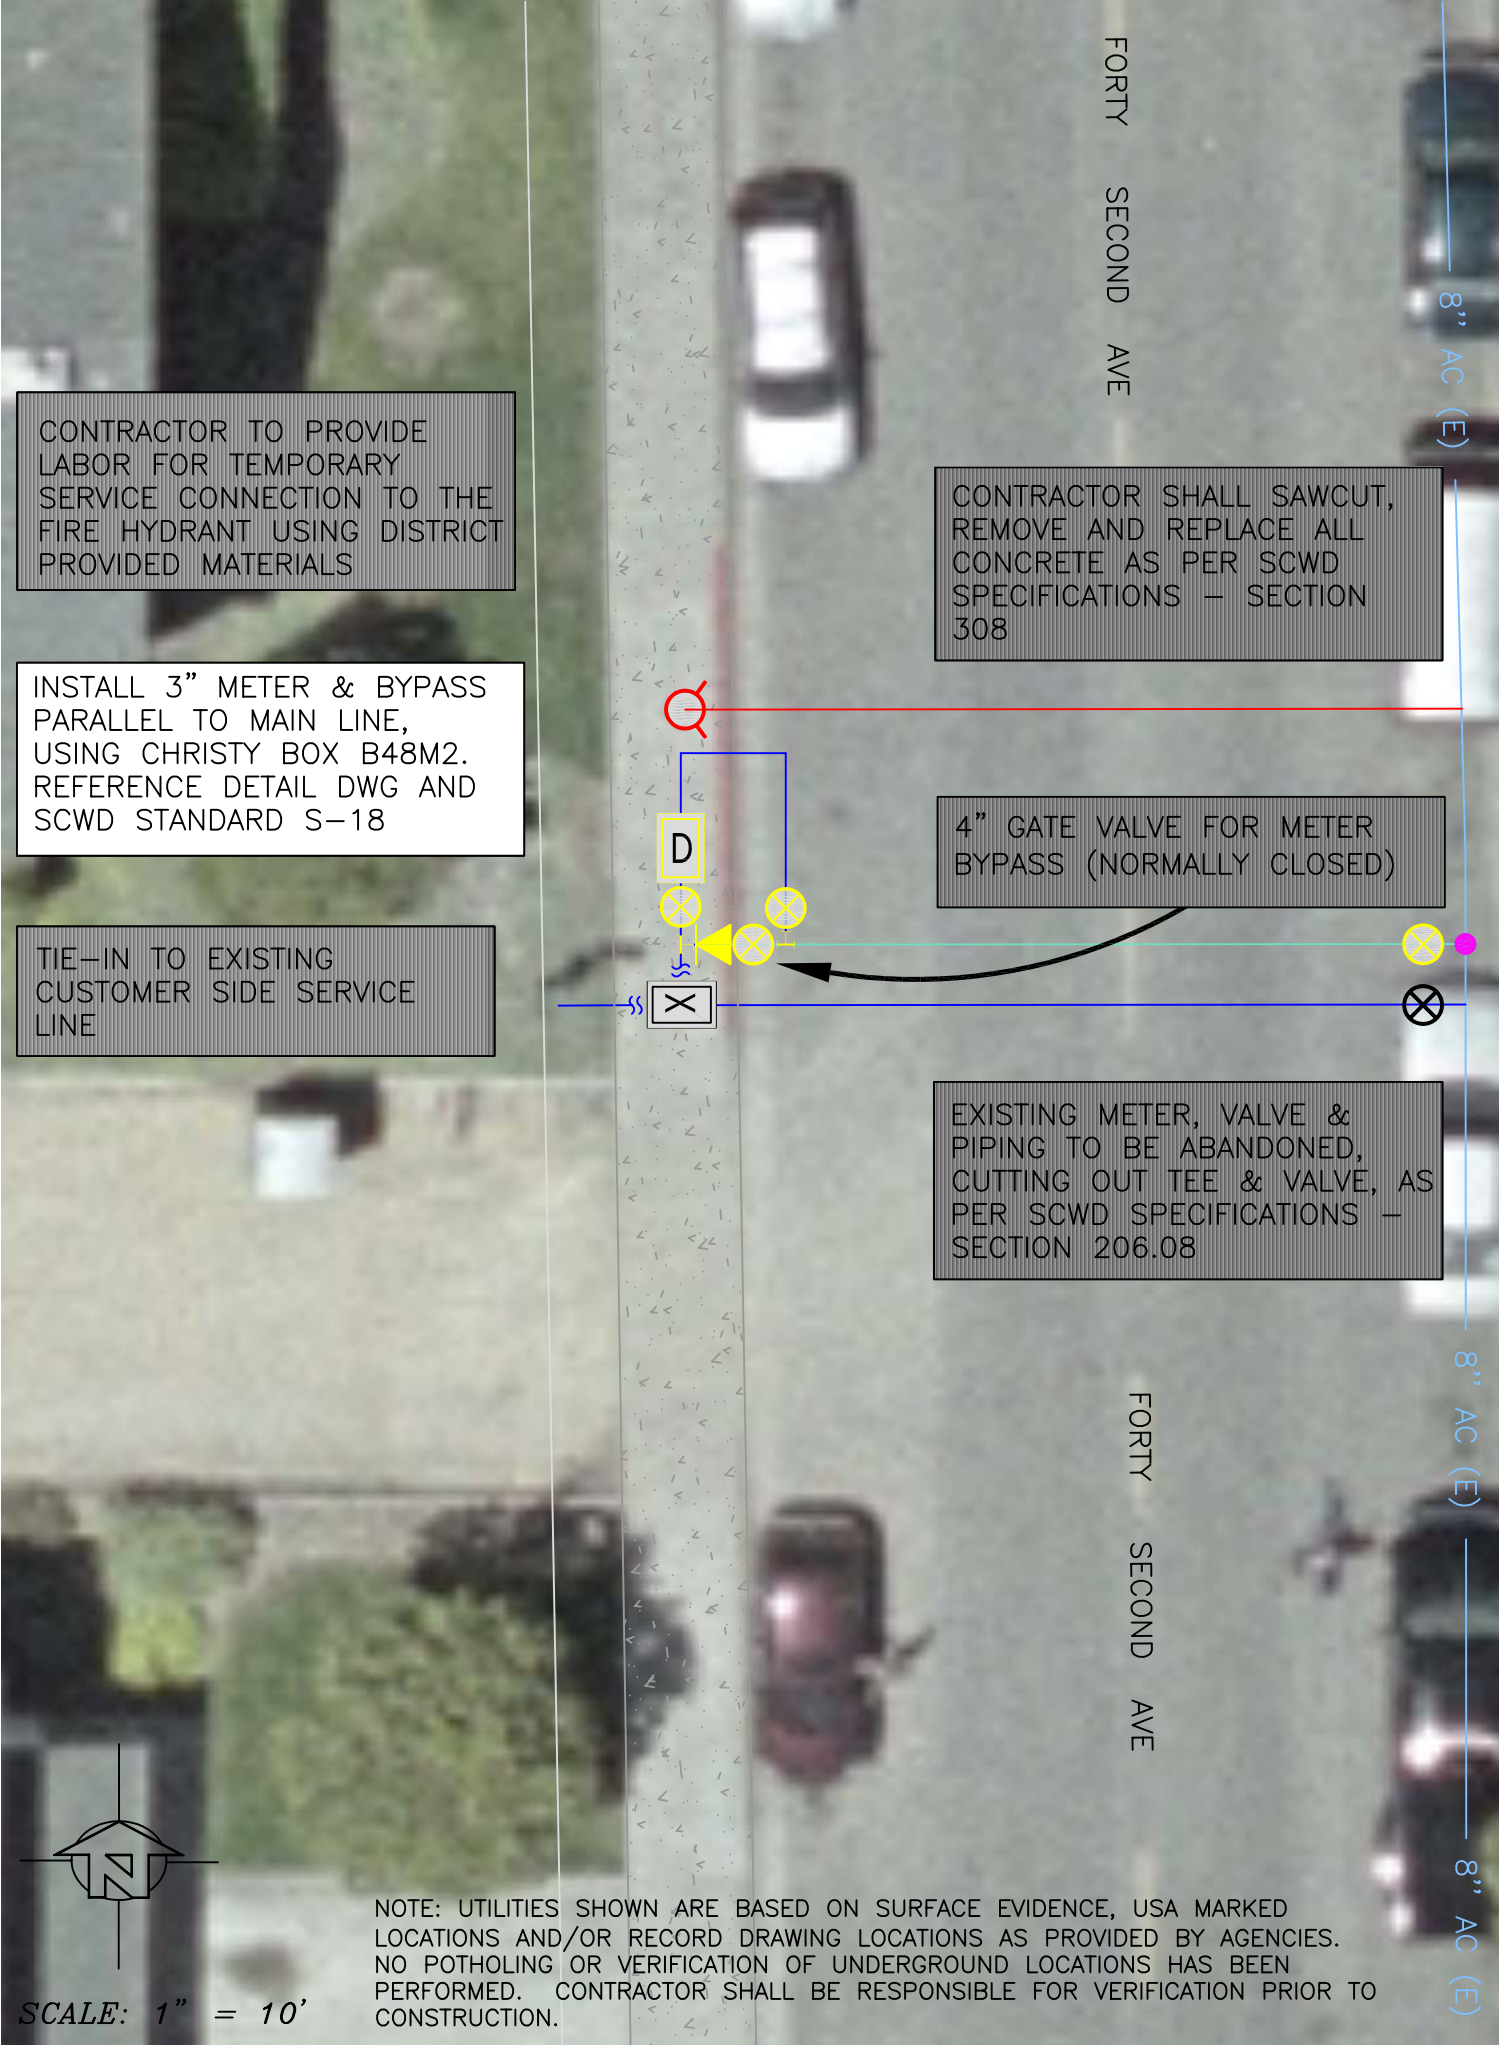 FORTY SECOND AVE
8" AC (E)
CONTRACTOR TO PROVIDE
LABOR FOR TEMPORARY
SERVICE CONNECTION TO THE
FIRE HYDRANT USING DISTRICT
PROVIDED MATERIALS
CONTRACTOR SHALL SAWCUT,
REMOVE AND REPLACE ALL
CONCRETE AS PER SCWD
SPECIFICATIONS – SECTION
308
INSTALL 3" METER & BYPASS
PARALLEL TO MAIN LINE,
USING CHRISTY BOX B48M2.
REFERENCE DETAIL DWG AND
SCWD STANDARD S–18
4" GATE VALVE FOR METER
BYPASS (NORMALLY CLOSED)
D
TIE–IN TO EXISTING
CUSTOMER SIDE SERVICE
LINE
X
EXISTING METER, VALVE &
PIPING TO BE ABANDONED,
CUTTING OUT TEE & VALVE, AS
PER SCWD SPECIFICATIONS –
SECTION 206.08
8" AC (E)
FORTY SECOND AVE
N
8" AC (E)
NOTE: UTILITIES SHOWN ARE BASED ON SURFACE EVIDENCE, USA MARKED
LOCATIONS AND/OR RECORD DRAWING LOCATIONS AS PROVIDED BY AGENCIES.
NO POTHOLING OR VERIFICATION OF UNDERGROUND LOCATIONS HAS BEEN
PERFORMED. CONTRACTOR SHALL BE RESPONSIBLE FOR VERIFICATION PRIOR TO
CONSTRUCTION.
SCALE: 1" = 10'